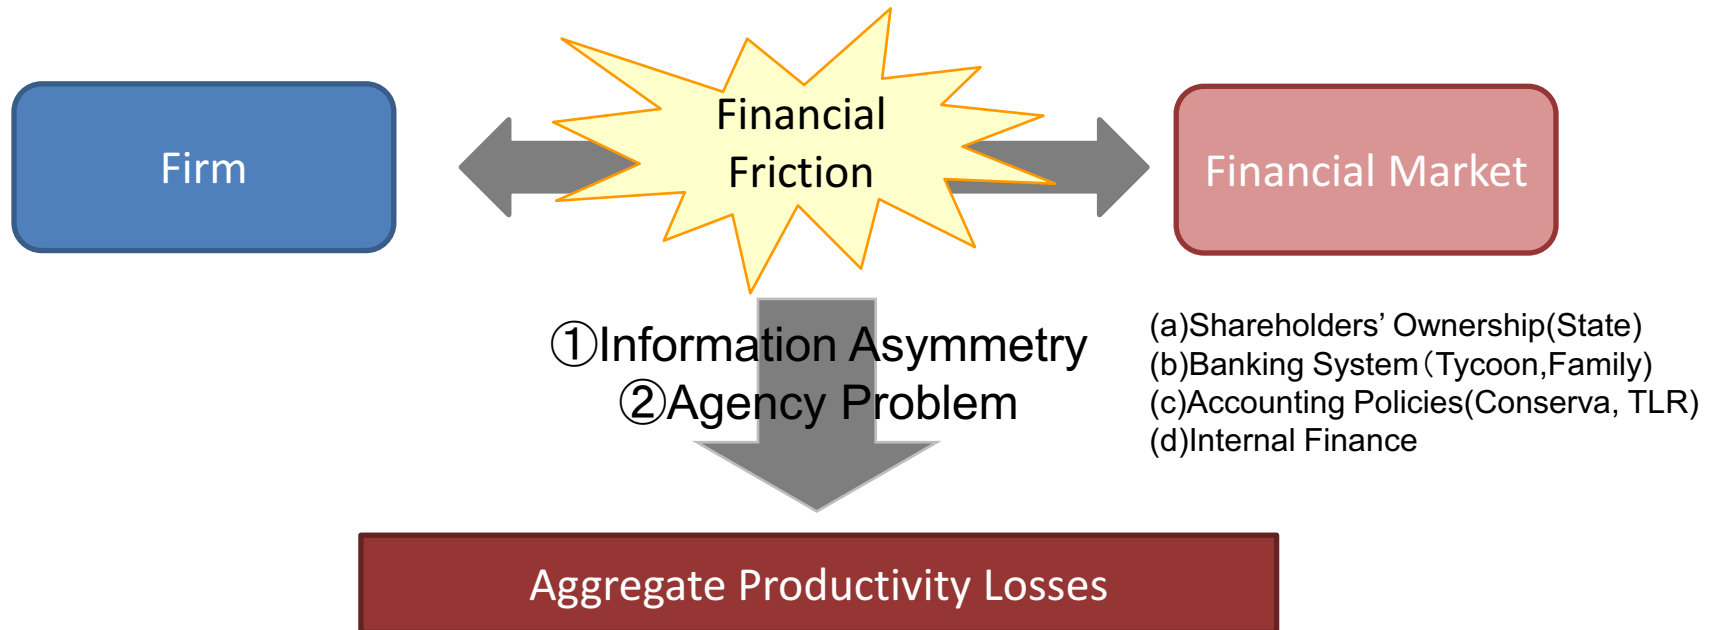 Firm
Financial
Friction
Financial Market
①Information Asymmetry
②Agency Problem
(a)Shareholders’ Ownership(State)
(b)Banking System（Tycoon,Family)
(c)Accounting Policies(Conserva, TLR)
(d)Internal Finance
Aggregate Productivity Losses